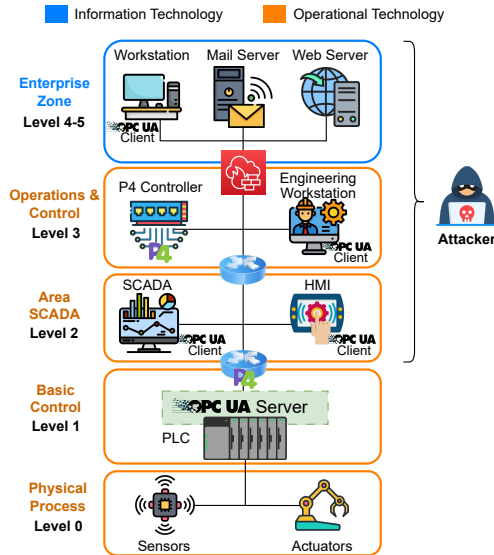 Information Technology
Operational Technology
Workstation
Mail Server
Web Server
Enterprise
Zone
Level 4-5
OPC UA
Client
P4 Controller
Engineering
Workstation
Operations &
Control
Level 3
P4
OPC UA
Client
Attacker
SCADA
HMI
Area
SCADA
Level 2
OPC UA
Client
OPC UA
Client
P4
Basic
Control
Level 1
OPC UA Server
PLC
Physical
Process
Level 0
Sensors
Actuators